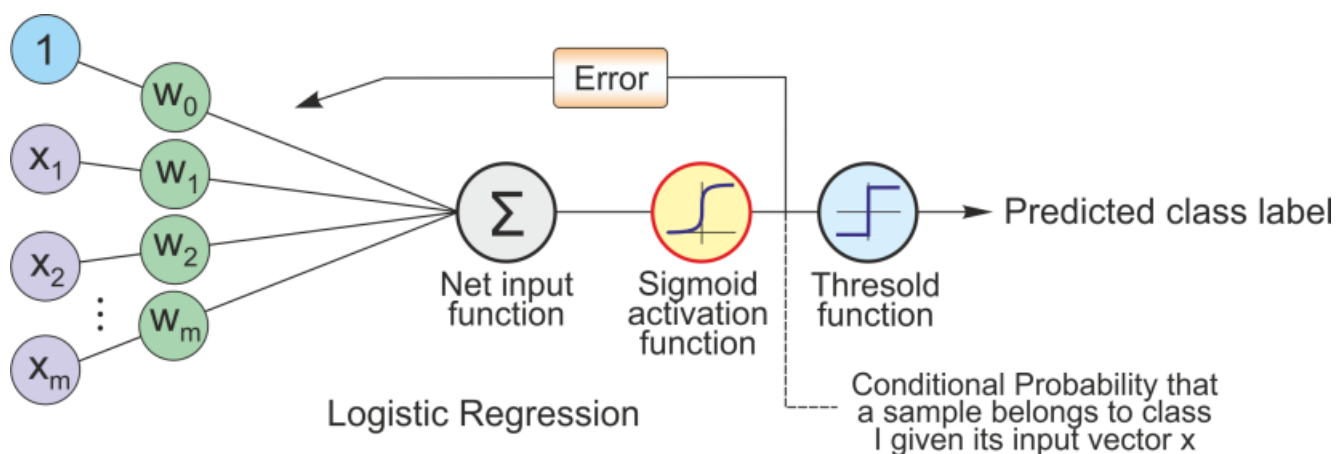 1
w0
x1
w1
x2
w2
⋮
xm
wm
Error
Σ
Net input
function
Sigmoid
activation
function
Thresold
function
Predicted class label
Conditional Probability that
a sample belongs to class
I given its input vector x
Logistic Regression